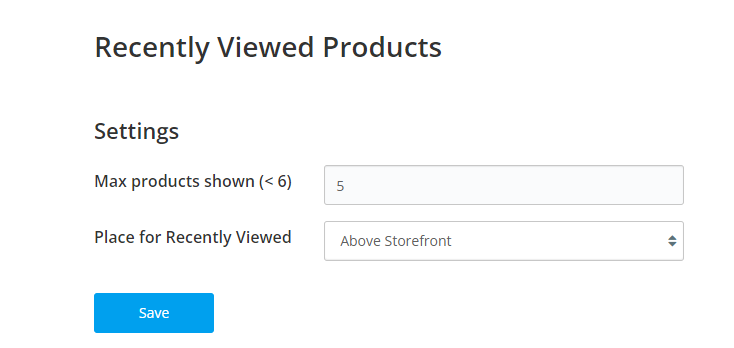 Recently Viewed Products
Settings
Max products shown (< 6)
5
Place for Recently Viewed
Above Storefront
Save